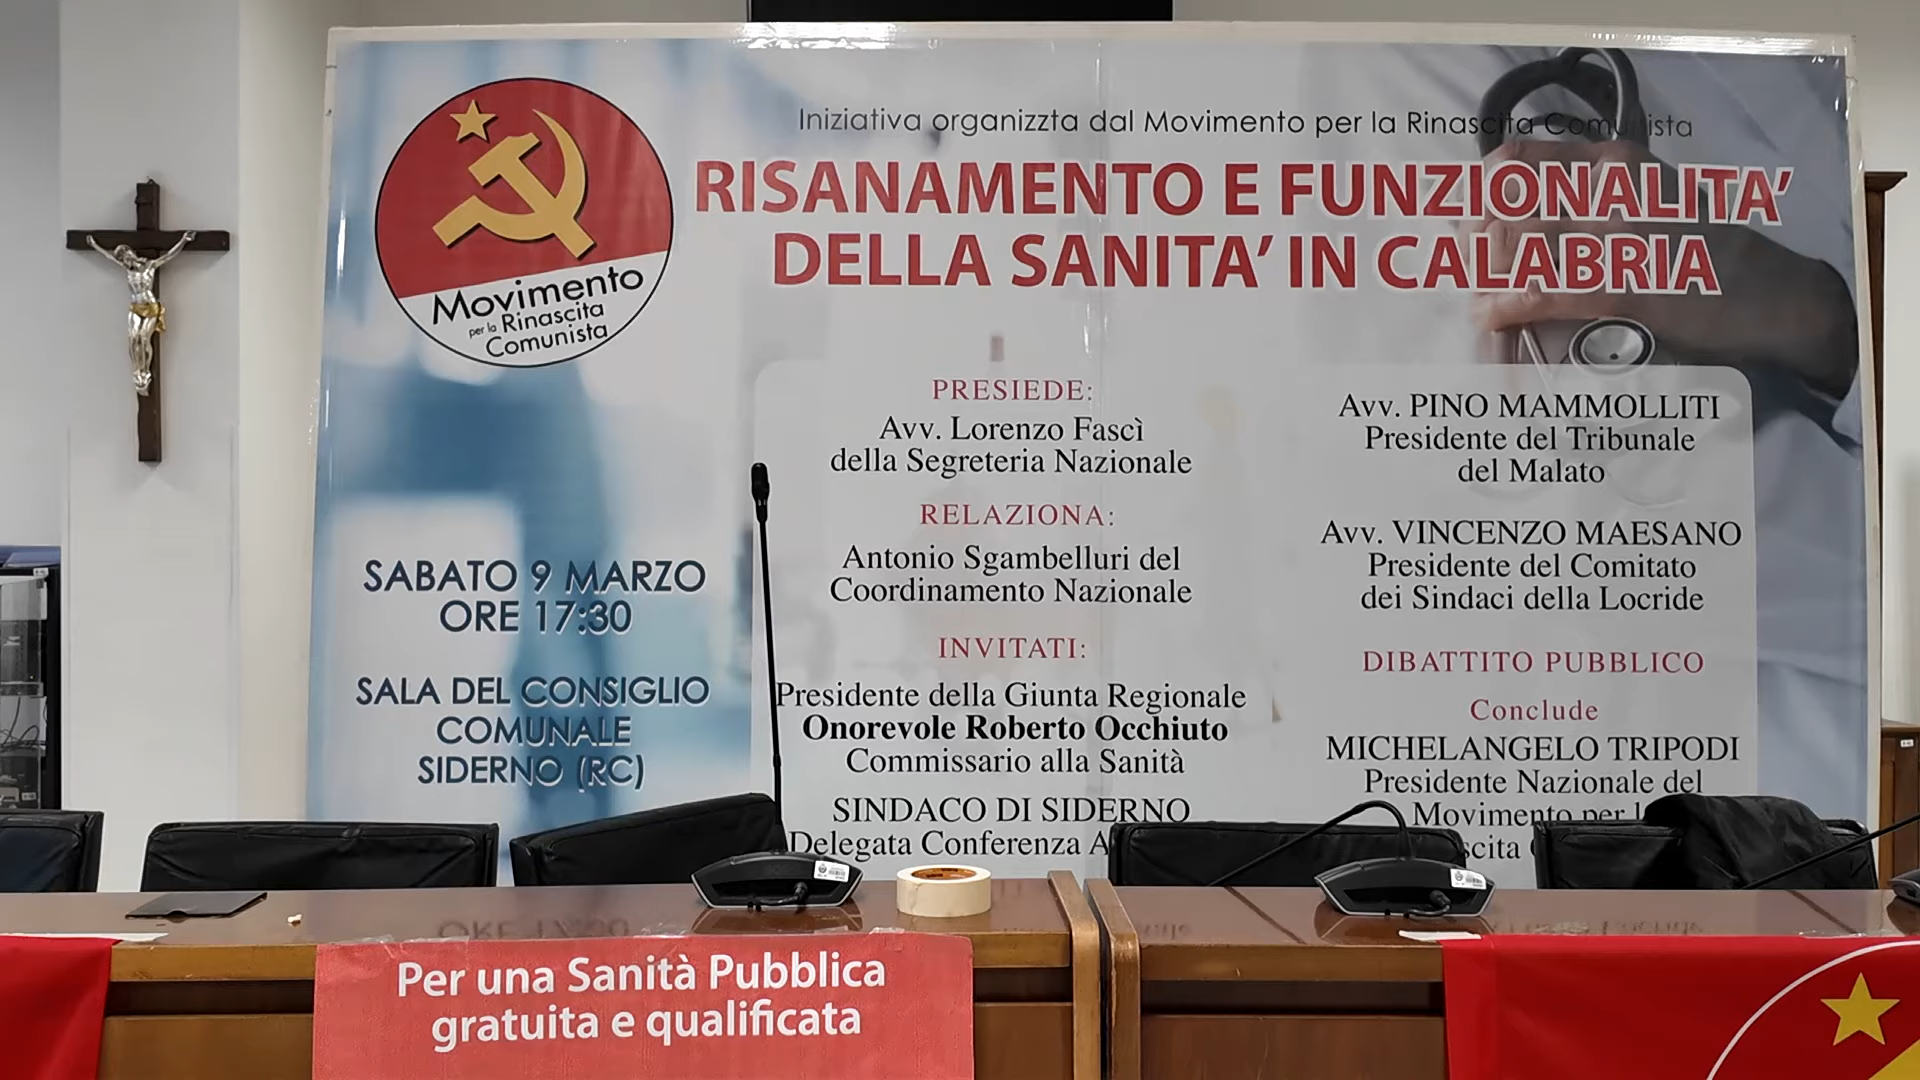 Iniziativa organizzta dal Movimento per la Rinascita Comunista
RISANAMENTO E FUNZIONALITA'
DELLA SANITA' IN CALABRIA
Movimento
per la Rinascita
Comunista
SABATO 9 MARZO
ORE 17:30
SALA DEL CONSIGLIO
COMUNALE
SIDERNO (RC)
PRESIEDE:
Avv. Lorenzo Fascì
della Segreteria Nazionale
RELAZIONA:
Antonio Sgambelluri del
Coordinamento Nazionale
INVITATI:
Presidente della Giunta Regionale
Onorevole Roberto Occhiuto
Commissario alla Sanità
SINDACO DI SIDERNO
Delegata Conferenza
Avv. PINO MAMMOLITI
Presidente del Tribunale
del Malato
Avv. VINCENZO MAESANO
Presidente del Comitato
dei Sindaci della Locride
DIBATTITO PUBBLICO
Conclude
MICHELANGELO TRIPODI
Presidente Nazionale del
Movimento per
Per una Sanità Pubblica
gratuita e qualificata